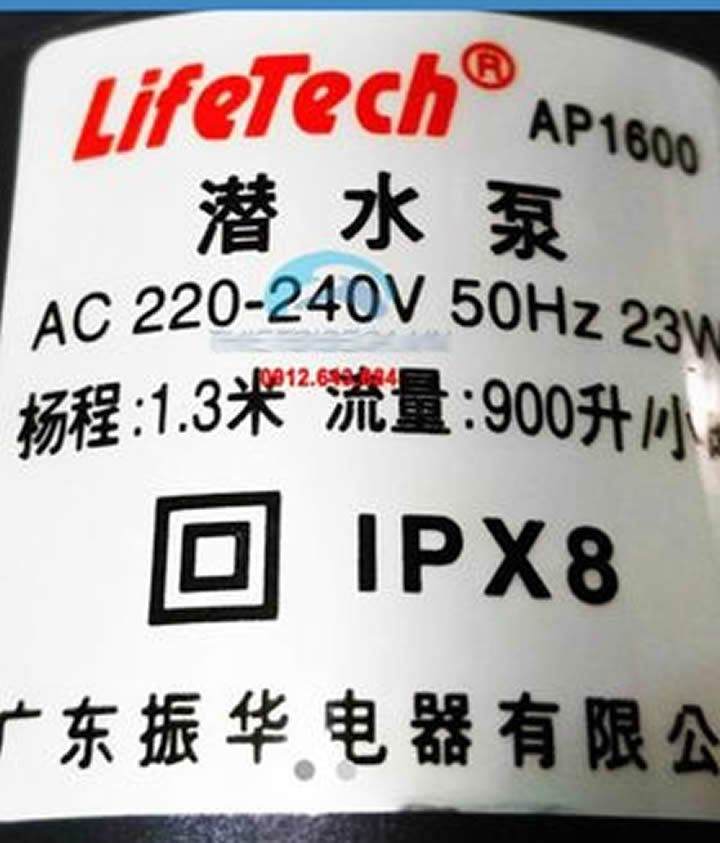 LifeTech® AP1600
潜水泵
AC 220-240V 50Hz 23W
杨程:1.3米 流量:900升/小
IPX8
广东振华电器有限公